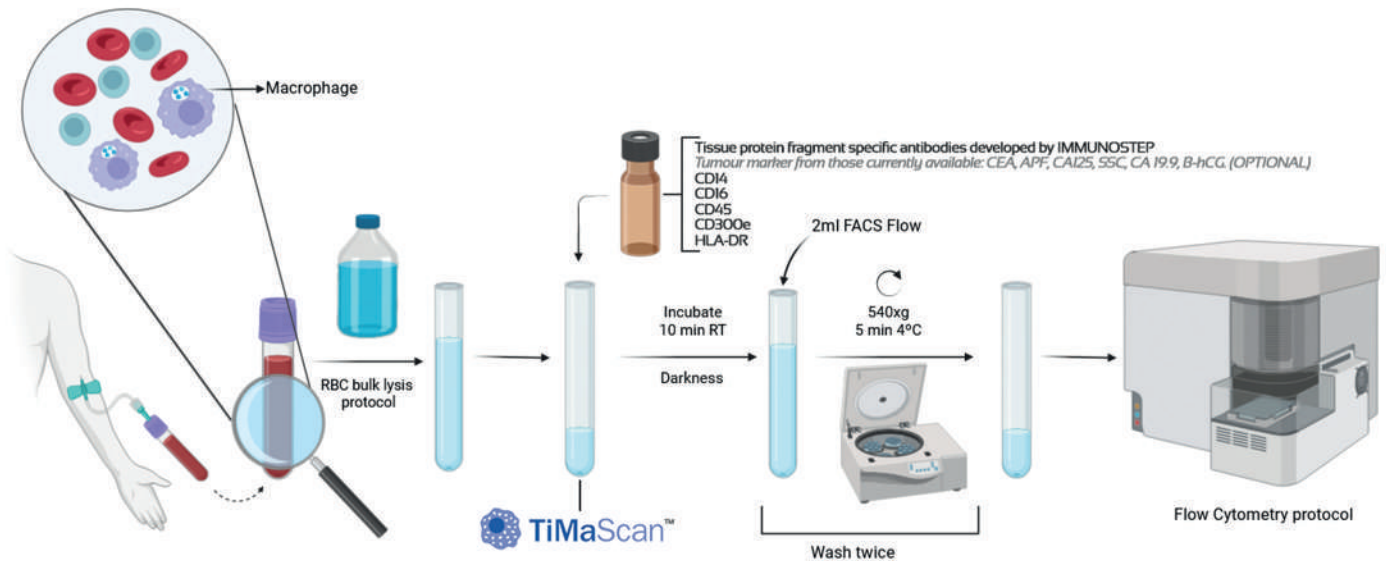 Macrophage
Tissue protein fragment specific antibodies developed by IMMUNOSTEP
Tumour marker from those currently available: CEA, APF, CA125, SSC, CA 19.9, B-hCG. (OPTIONAL)
CD14
CD16
CD45
CD300e
HLA-DR
RBC bulk lysis
protocol
Incubate
10 min RT
Darkness
2ml FACS Flow
540xg
5 min 4ºC
TiMaScan™
Wash twice
Flow Cytometry protocol